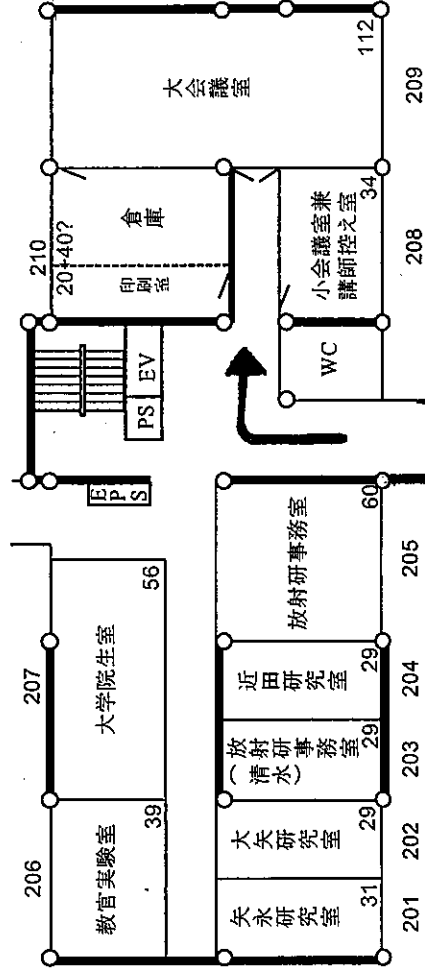 210
20+40?
印刷
室
倉
庫
大
会
議
室
112
209
小会議室兼
講師控え室
34
208
WC
EV
PS
E
P
S
207
大学院生室
56
206
教官実験室
39
放射研事務室
60
205
近
田
研
究
室
29
204
放射研事務室
(清水)
29
203
大
矢
研
究
室
29
202
矢
永
研
究
室
31
201